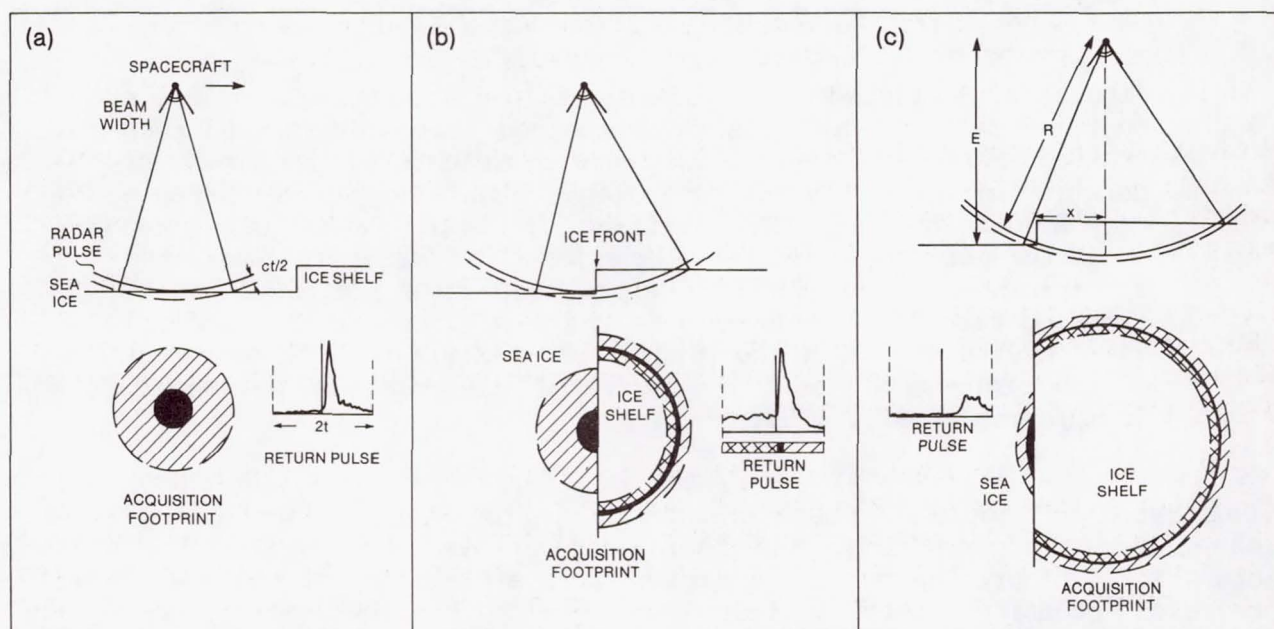 (a)
SPACECRAFT
BEAM
WIDTH
RADAR
PULSE
ct/2
SEA
ICE
ICE SHELF
2t
RETURN PULSE
ACQUISITION
FOOTPRINT
(b)
ICE FRONT
SEA ICE
ICE
SHELF
RETURN
PULSE
ACQUISITION
FOOTPRINT
(c)
E
R
X
RETURN
PULSE
SEA
ICE
ICE
SHELF
ACQUISITION
FOOTPRINT